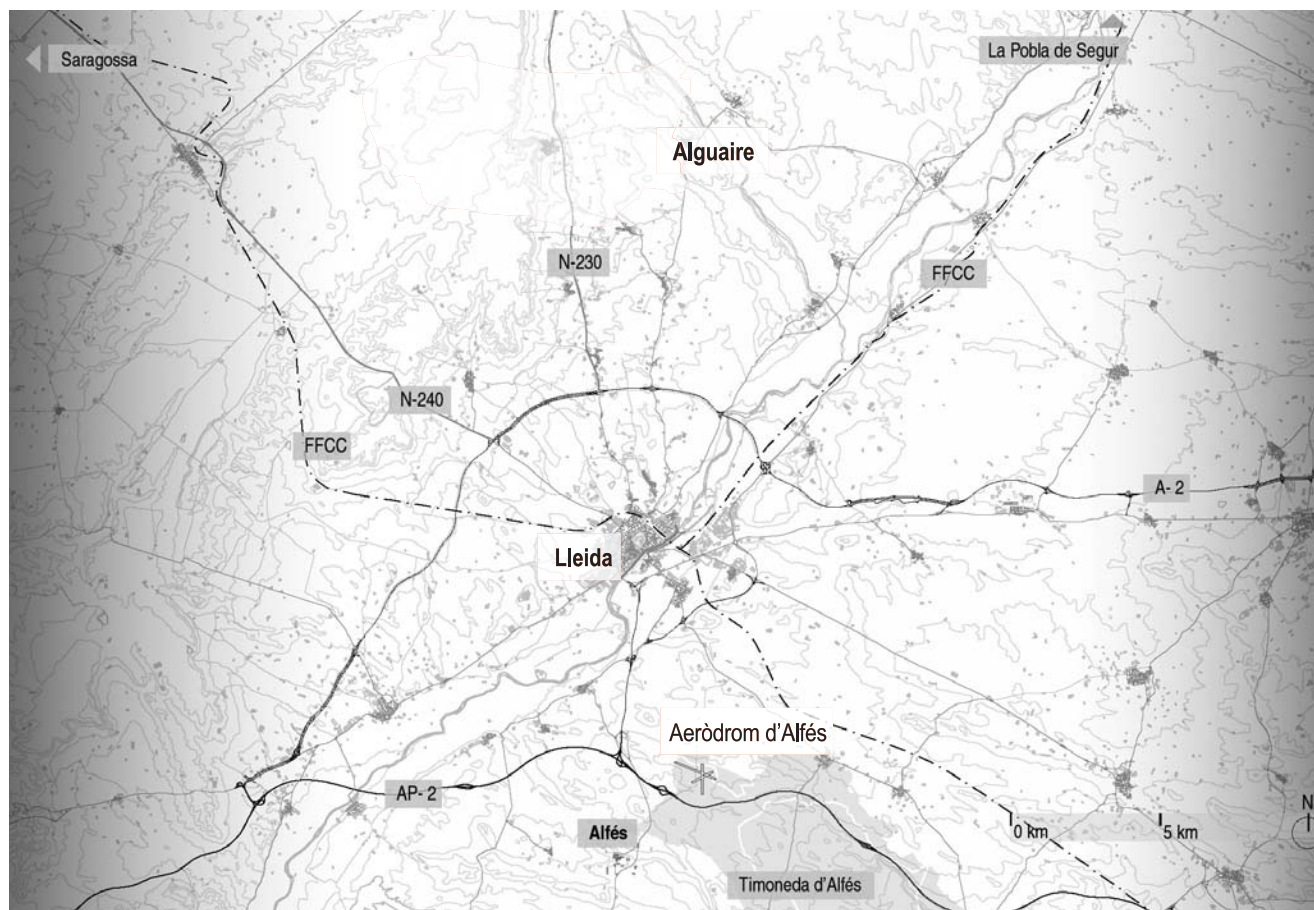 Saragossa
La Pobla de Segur
Alguaire
N-230
FFCC
N-240
FFCC
A- 2
Lleida
Aeròdrom d'Alfés
AP- 2
Alfés
0 km
5 km
N
Timoneda d'Alfés